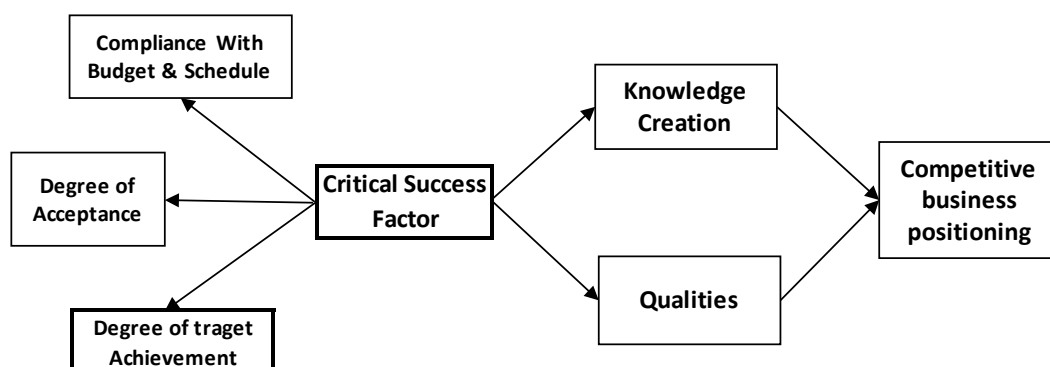 Compliance With
Budget & Schedule
Degree of
Acceptance
Degree of traget
Achievement
Critical Success
Factor
Knowledge
Creation
Qualities
Competitive
business
positioning